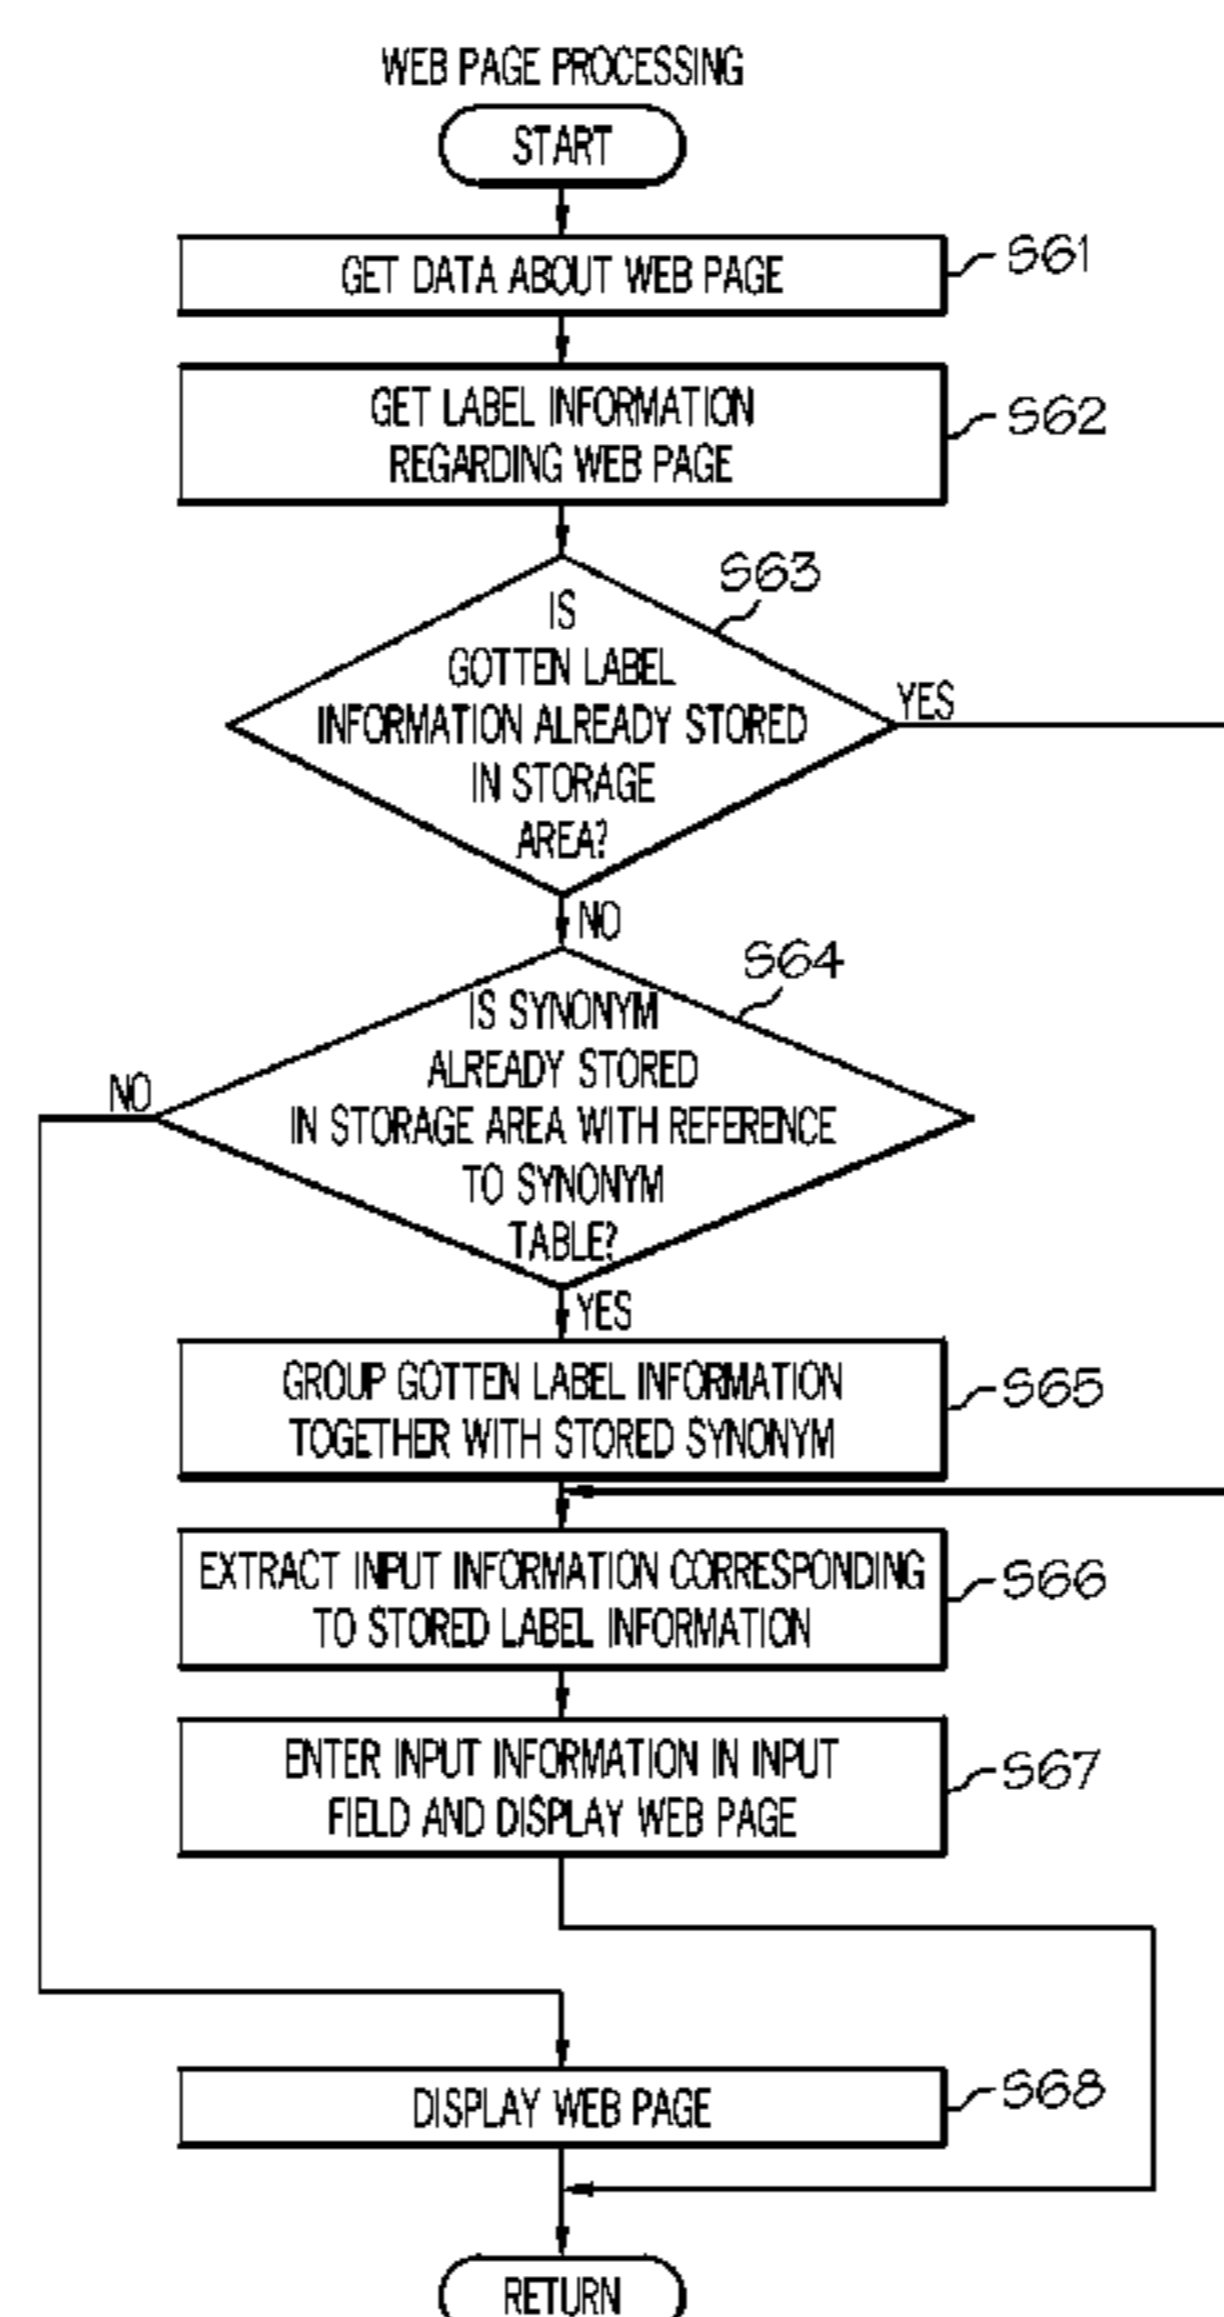 WEB PAGE PROCESSING
START
GET DATA ABOUT WEB PAGE
S61
GET LABEL INFORMATION
REGARDING WEB PAGE
S62
S63
IS
GOTTEN LABEL
INFORMATION ALREADY STORED
IN STORAGE
AREA?
YES
NO
S64
IS SYNONYM
ALREADY STORED
IN STORAGE AREA WITH REFERENCE
TO SYNONYM
TABLE?
NO
YES
GROUP GOTTEN LABEL INFORMATION
TOGETHER WITH STORED SYNONYM
S65
EXTRACT INPUT INFORMATION CORRESPONDING
TO STORED LABEL INFORMATION
S66
ENTER INPUT INFORMATION IN INPUT
FIELD AND DISPLAY WEB PAGE
S67
DISPLAY WEB PAGE
S68
RETURN